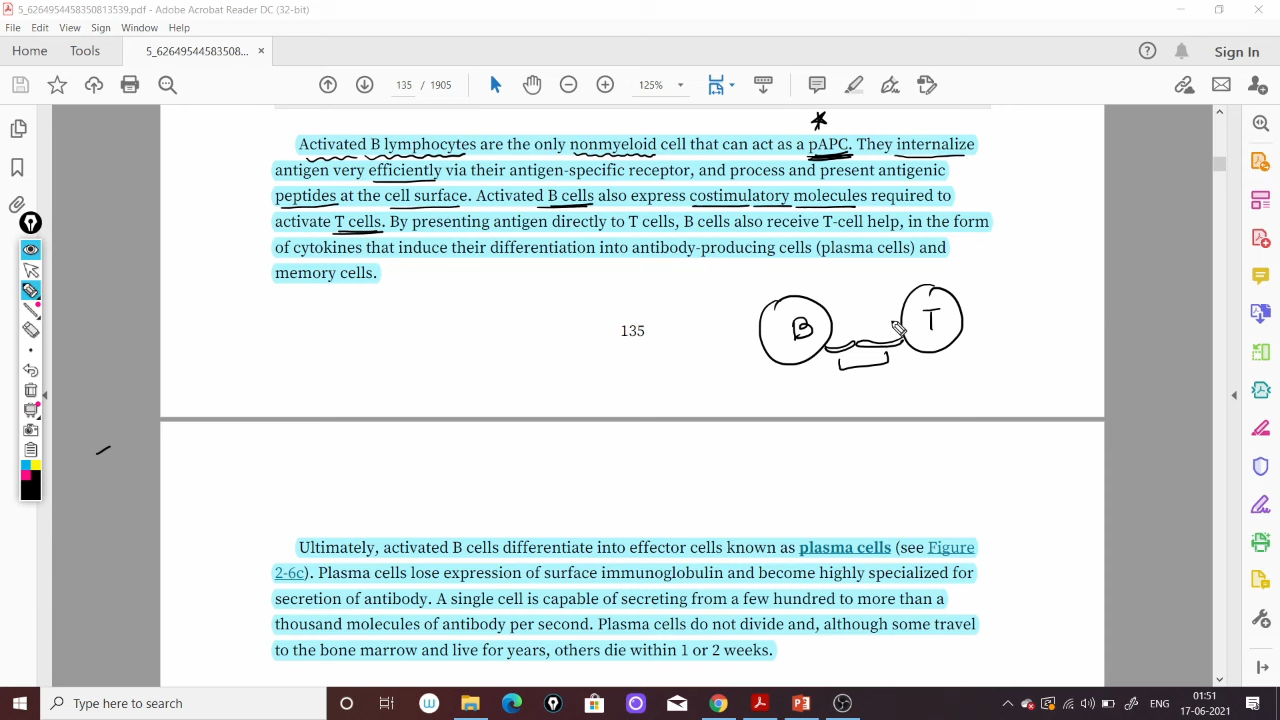 5_6264954458350813539.pdf - Adobe Acrobat Reader DC (32-bit)
File Edit View Sign Window Help
Home Tools 5_62649544583508... × Sign In
135 / 1905 125%
Activated B lymphocytes are the only nonmyeloid cell that can act as a pAPC. They internalize
antigen very efficiently via their antigen-specific receptor, and process and present antigenic
peptides at the cell surface. Activated B cells also express costimulatory molecules required to
activate T cells. By presenting antigen directly to T cells, B cells also receive T-cell help, in the form
of cytokines that induce their differentiation into antibody-producing cells (plasma cells) and
memory cells.
B T
135
Ultimately, activated B cells differentiate into effector cells known as plasma cells (see Figure
2-6c). Plasma cells lose expression of surface immunoglobulin and become highly specialized for
secretion of antibody. A single cell is capable of secreting from a few hundred to more than a
thousand molecules of antibody per second. Plasma cells do not divide and, although some travel
to the bone marrow and live for years, others die within 1 or 2 weeks.
Type here to search ENG 01:51
17-06-2021